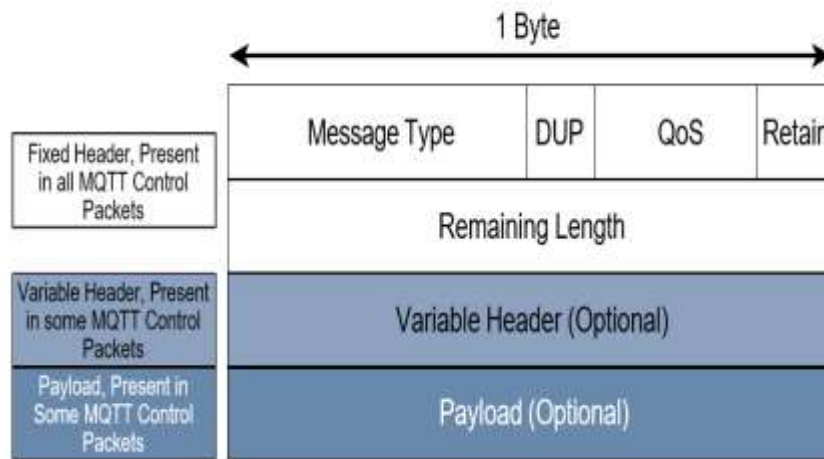 1 Byte
Message Type DUP QoS Retain
Fixed Header, Present
in all MQTT Control
Packets
Remaining Length
Variable Header, Present
in some MQTT Control
Packets
Variable Header (Optional)
Payload, Present in
Some MQTT Control
Packets
Payload (Optional)